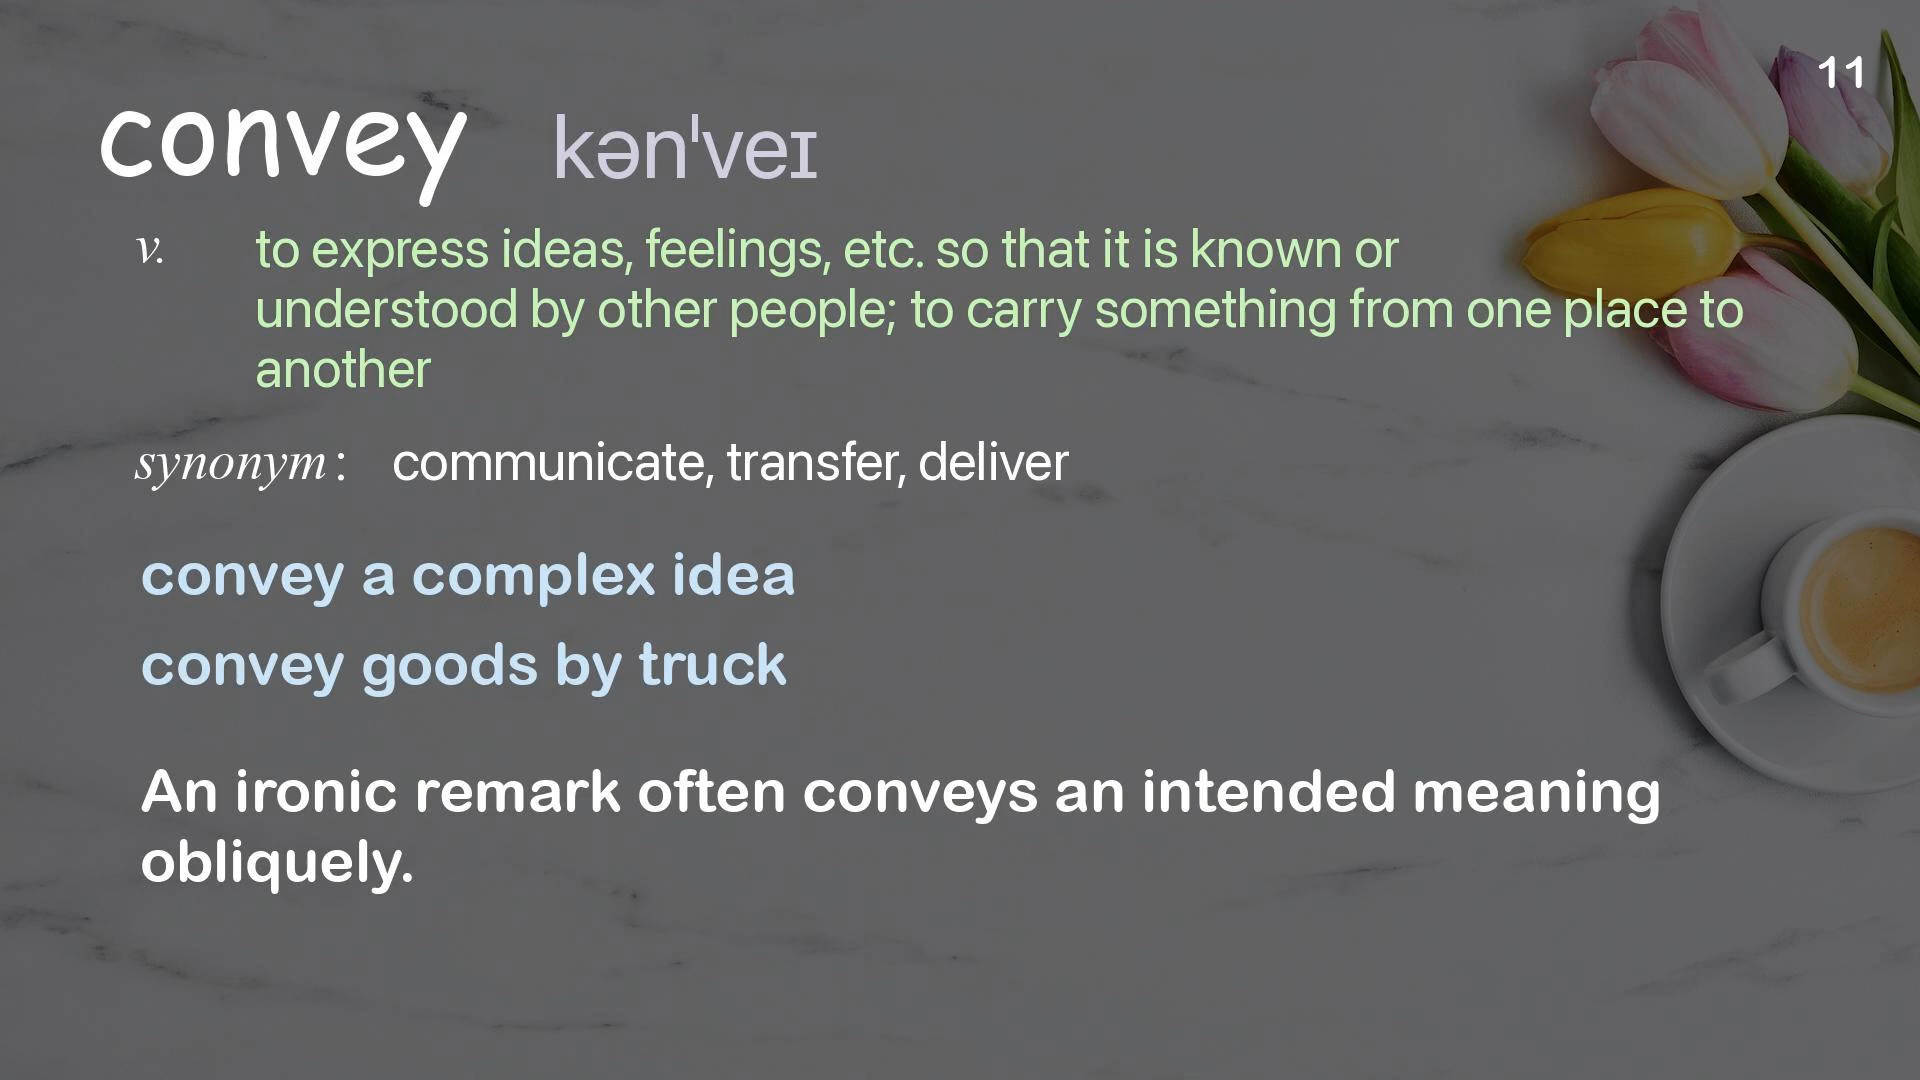 11
convey kənˈveɪ
v. to express ideas, feelings, etc. so that it is known or
understood by other people; to carry something from one place to
another
synonym: communicate, transfer, deliver
convey a complex idea
convey goods by truck
An ironic remark often conveys an intended meaning
obliquely.